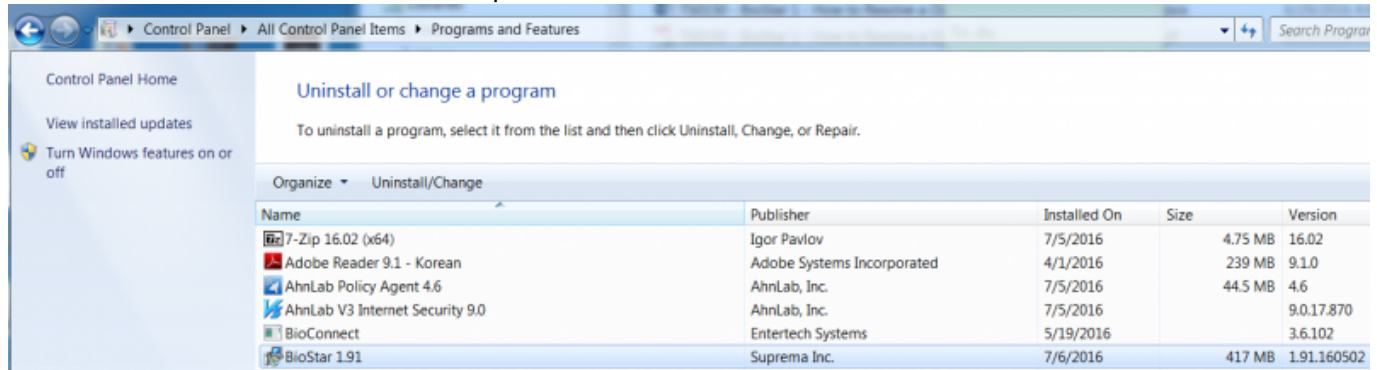 Control Panel ▸ All Control Panel Items ▸ Programs and Features
Search Progra
Control Panel Home
View installed updates
Turn Windows features on or
off
Uninstall or change a program
To uninstall a program, select it from the list and then click Uninstall, Change, or Repair.
Organize Uninstall/Change
Name Publisher Installed On Size Version
7-Zip 16.02 (x64) Igor Pavlov 7/5/2016 4.75 MB 16.02
Adobe Reader 9.1 - Korean Adobe Systems Incorporated 4/1/2016 239 MB 9.1.0
AhnLab Policy Agent 4.6 AhnLab, Inc. 7/5/2016 44.5 MB 4.6
AhnLab V3 Internet Security 9.0 AhnLab, Inc. 7/5/2016 9.0.17.870
BioConnect Entertech Systems 5/19/2016 3.6.102
BioStar 1.91 Suprema Inc. 7/6/2016 417 MB 1.91.160502